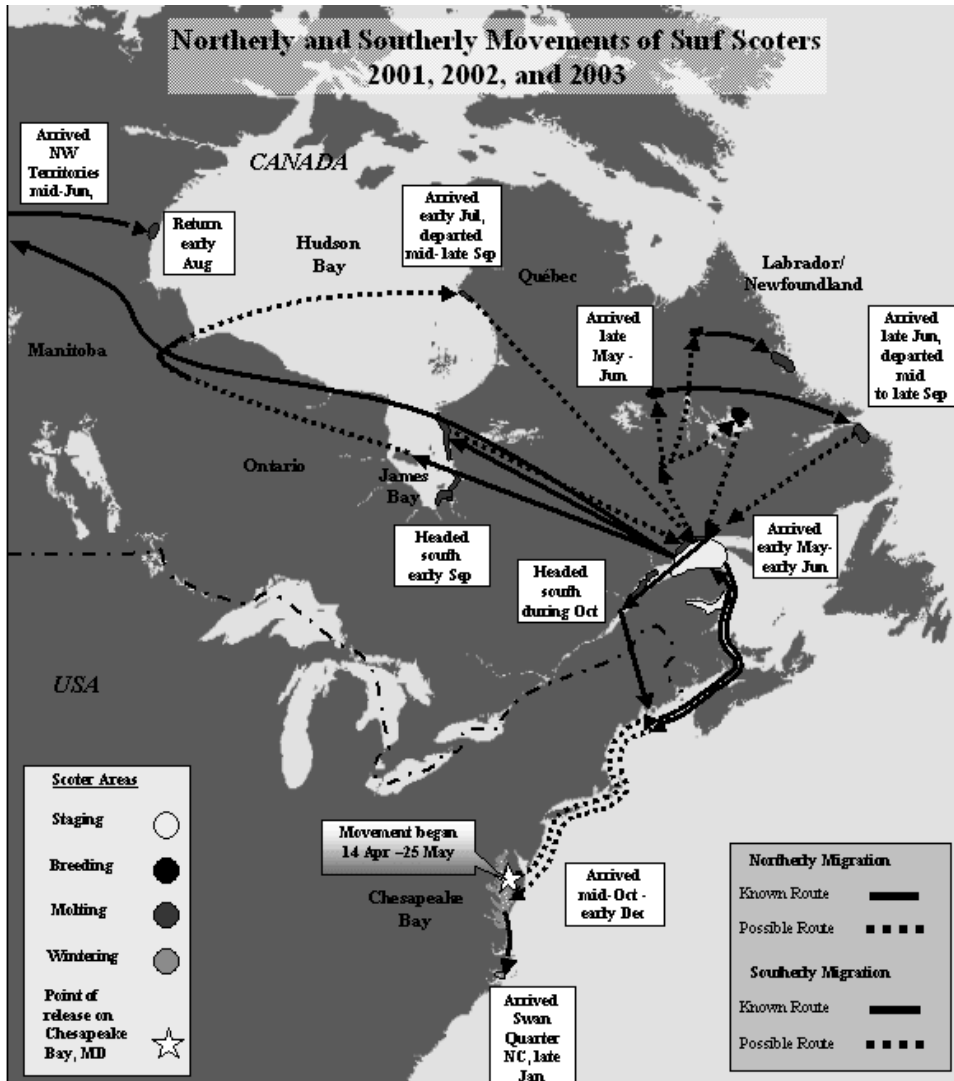 Northerly and Southerly Movements of Surf Scoters
2001, 2002, and 2003
Arrived
NW
Territories
mid-Jun,
CANADA
Return
early
Aug
Hudson
Bay
Arrived
early Jul,
departed
mid-late Sep
Québec
Labrador/
Newfoundland
Manitoba
Arrived
late
May -
Jun
Arrived
late Jun,
departed
mid
to late Sep
Ontario
James
Bay
Headed
south
early Sep
Headed
south
during Oct
Arrived
early May-
early Jun
USA
Scoter Areas
Staging
Breeding
Molting
Wintering
Point of
release on
Chesapeake
Bay, MD
Movement began
14 Apr –25 May
Chesapeake
Bay
Arrived
mid-Oct -
early Dec
Arrived
Swan
Quarter
NC, late
Jan
Northerly Migration
Known Route
Possible Route
Southerly Migration
Known Route
Possible Route